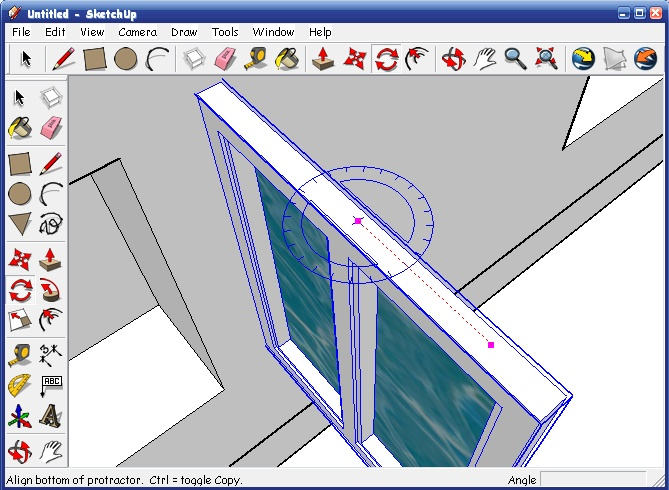 Untitled - SketchUp
File Edit View Camera Draw Tools Window Help
ABC
A
Align bottom of protractor. Ctrl = toggle Copy. Angle